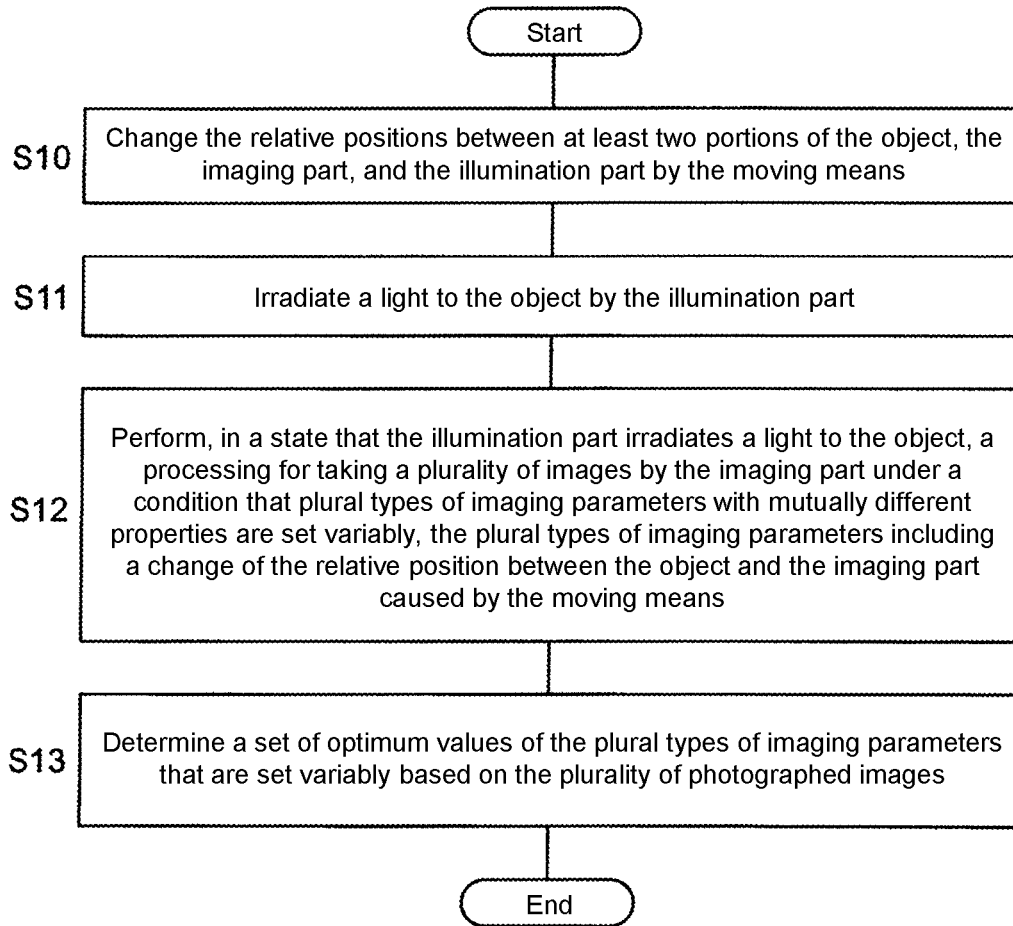 Start
S10
Change the relative positions between at least two portions of the object, the
imaging part, and the illumination part by the moving means
S11
Irradiate a light to the object by the illumination part
S12
Perform, in a state that the illumination part irradiates a light to the object, a
processing for taking a plurality of images by the imaging part under a
condition that plural types of imaging parameters with mutually different
properties are set variably, the plural types of imaging parameters including
a change of the relative position between the object and the imaging part
caused by the moving means
S13
Determine a set of optimum values of the plural types of imaging parameters
that are set variably based on the plurality of photographed images
End